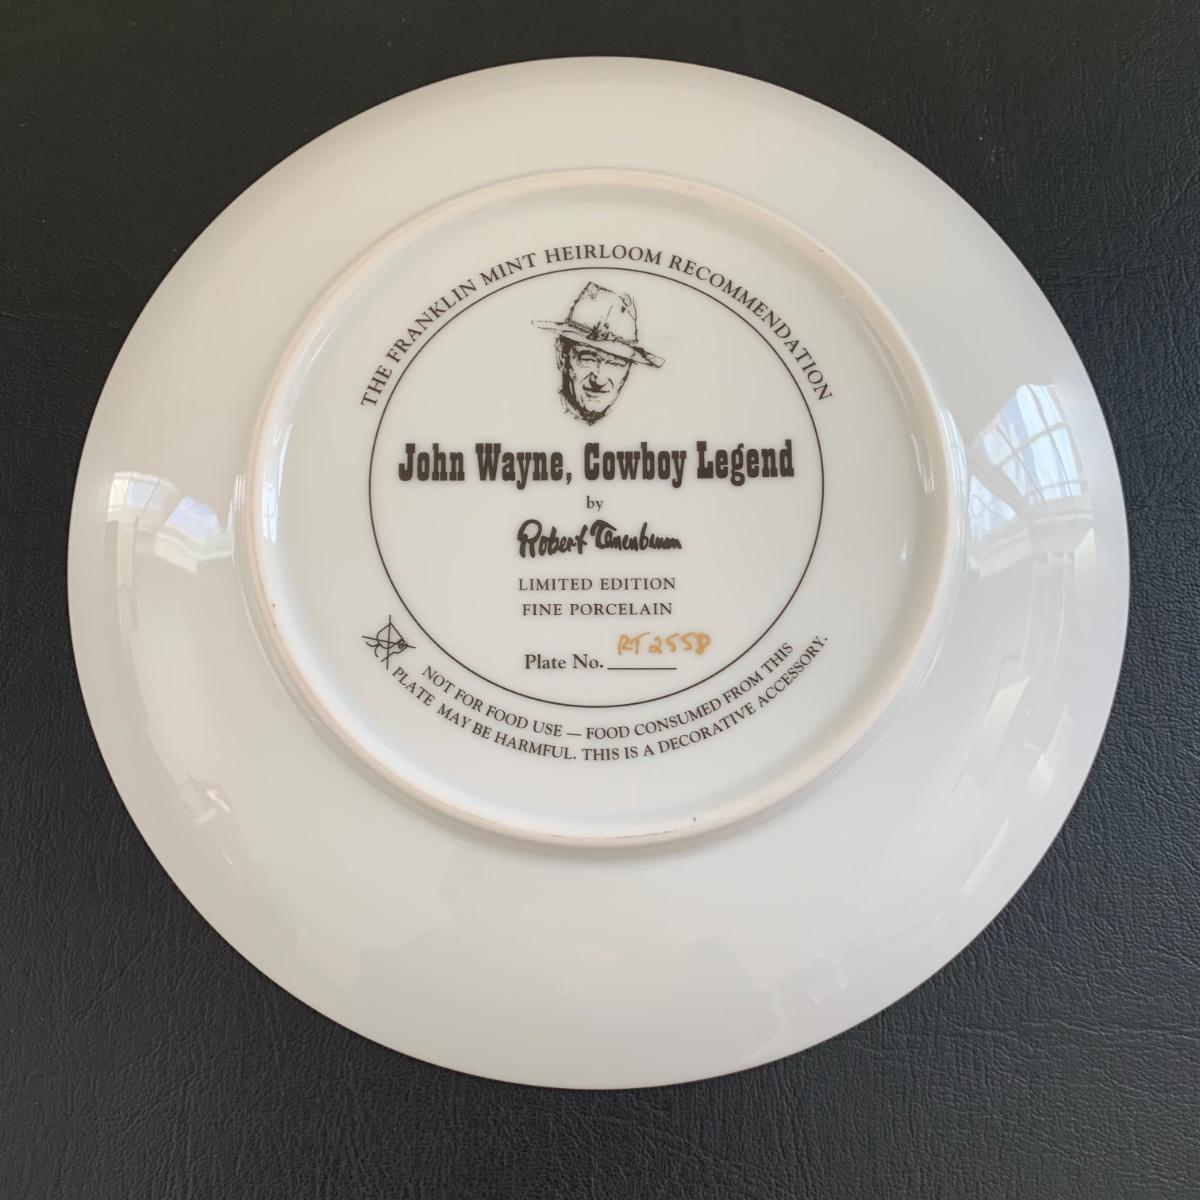 THE FRANKLIN MINT HEIRLOOM RECOMMENDATION
John Wayne, Cowboy Legend
by
Robert Tanenbaum
LIMITED EDITION
FINE PORCELAIN
Plate No. RT2558
NOT FOR FOOD USE — FOOD CONSUMED FROM THIS
PLATE MAY BE HARMFUL. THIS IS A DECORATIVE ACCESSORY.